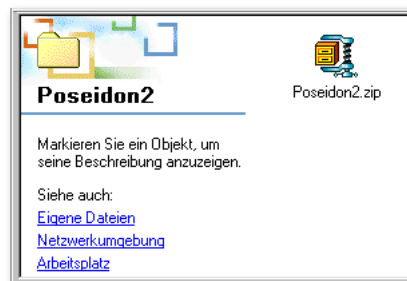 Poseidon2
Poseidon2.zip
Markieren Sie ein Objekt, um
seine Beschreibung anzuzeigen.
Siehe auch:
Eigene Dateien
Netzwerkumgebung
Arbeitsplatz